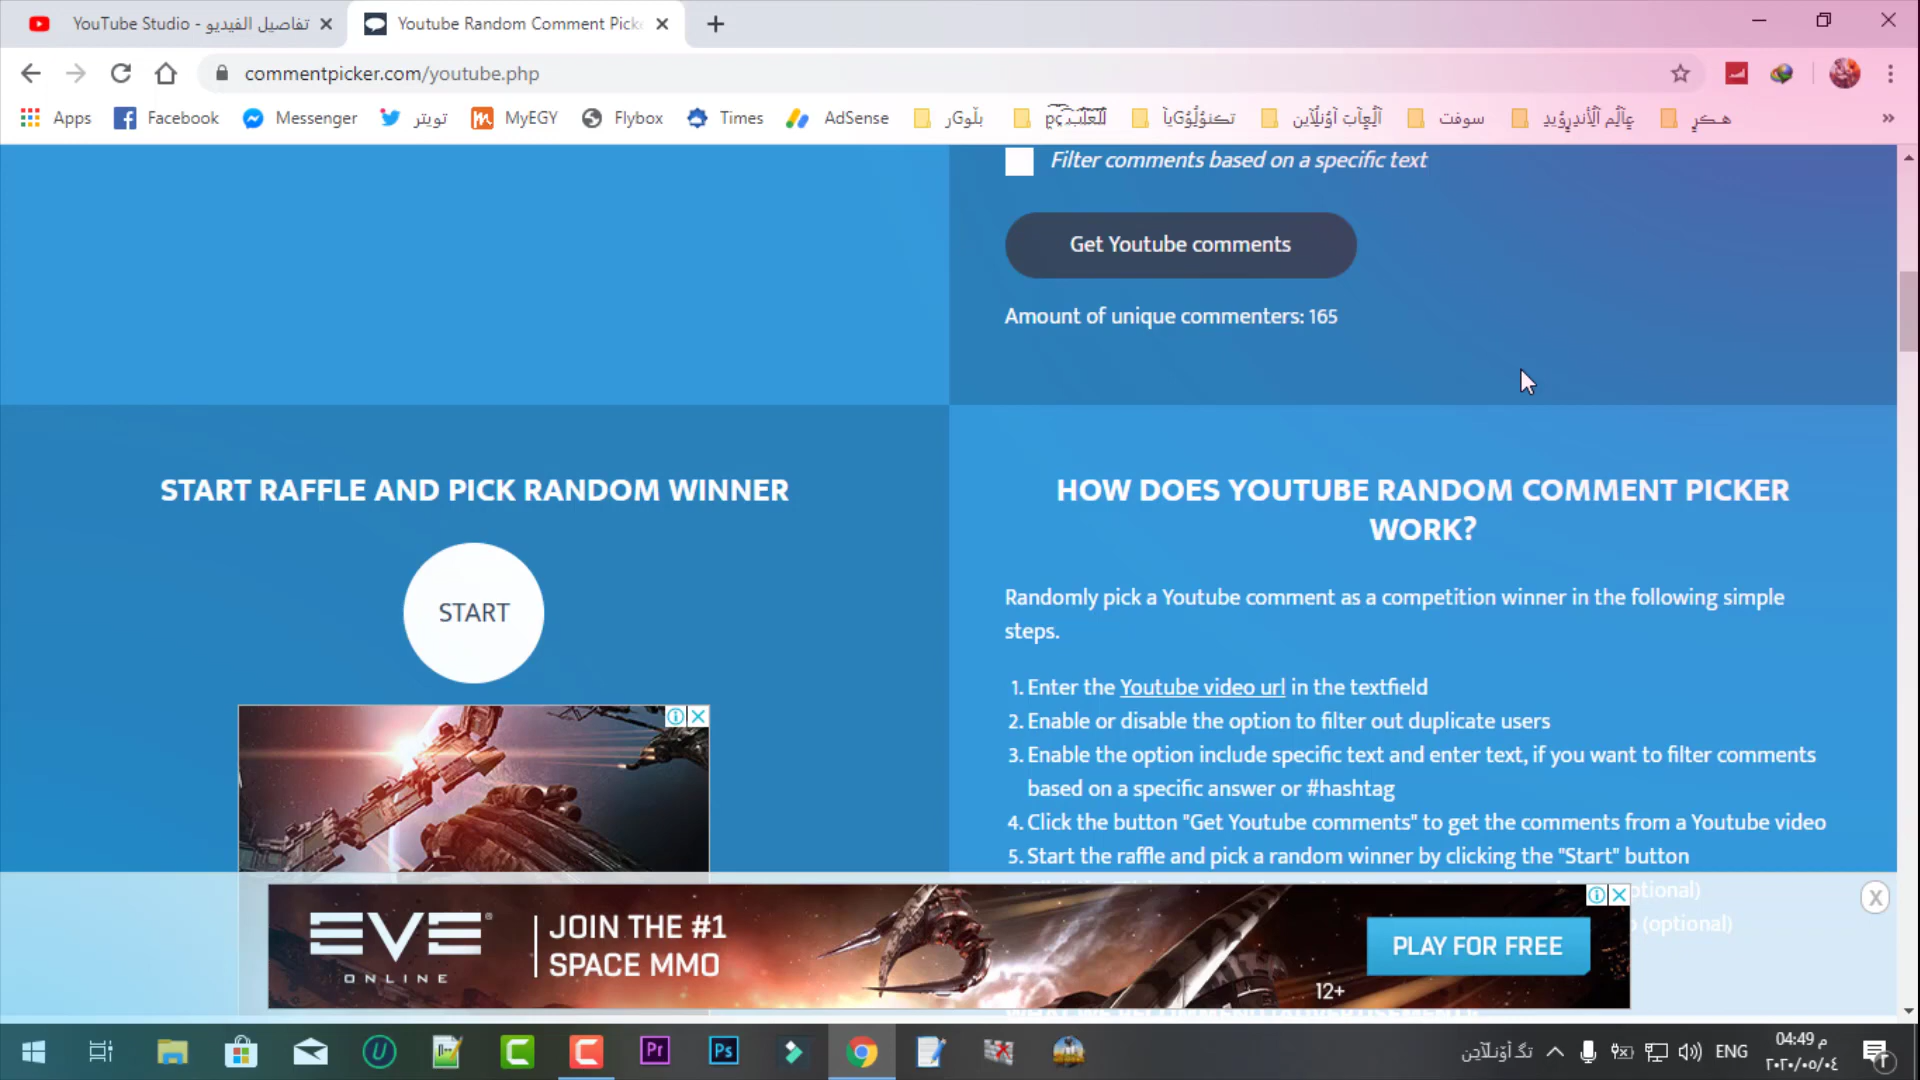 YouTube Studio - تفاصيل الفيديو
Youtube Random Comment Picke
commentpicker.com/youtube.php
Apps
Facebook
Messenger
تويتر
MyEGY
Flybox
Times
AdSense
سوفت
Filter comments based on a specific text
Get Youtube comments
Amount of unique commenters: 165
START RAFFLE AND PICK RANDOM WINNER
START
HOW DOES YOUTUBE RANDOM COMMENT PICKER
WORK?
Randomly pick a Youtube comment as a competition winner in the following simple
steps.
1. Enter the Youtube video url in the textfield
2. Enable or disable the option to filter out duplicate users
3. Enable the option include specific text and enter text, if you want to filter comments
based on a specific answer or #hashtag
4. Click the button "Get Youtube comments" to get the comments from a Youtube video
5. Start the raffle and pick a random winner by clicking the "Start" button
(optional)
EVE
ONLINE
JOIN THE #1
SPACE MMO
PLAY FOR FREE
12+
X
Pr
Ps
ENG
04:49 م
٢٠٢٠/٠٥/٠٤